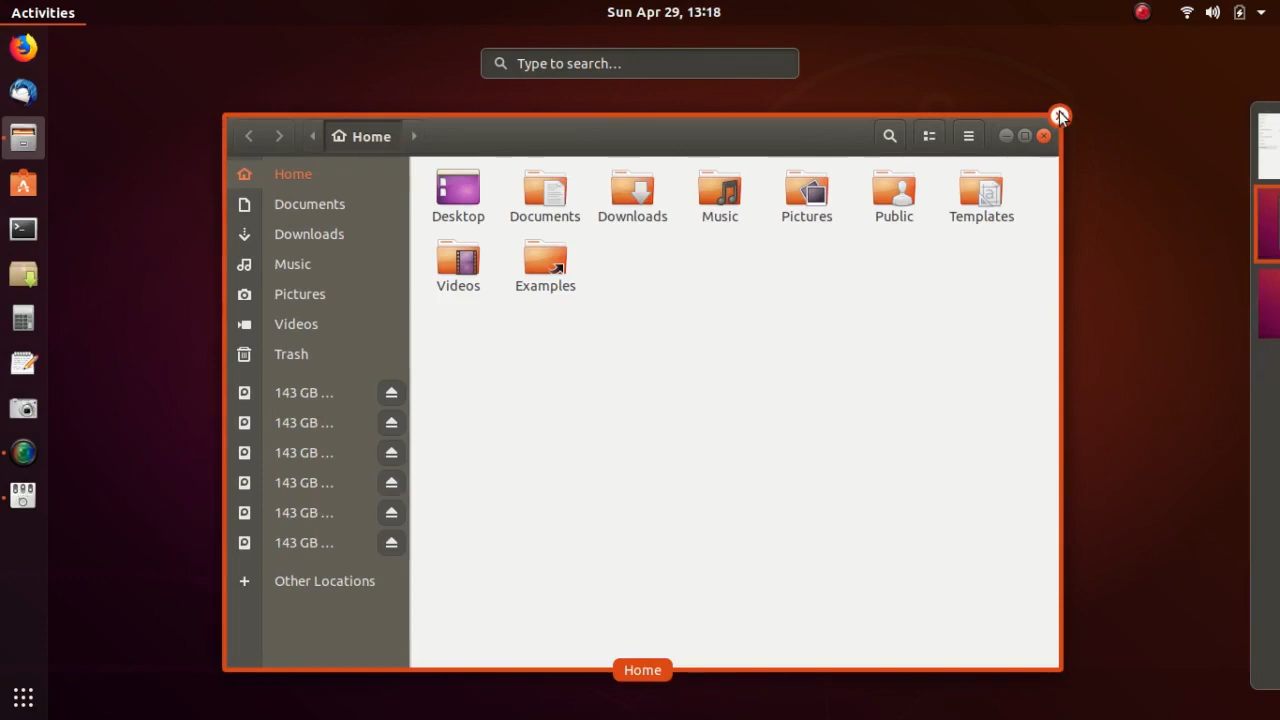 Activities
Sun Apr 29, 13:18
Type to search...
Home
Home
Documents
Downloads
Music
Pictures
Videos
Trash
143 GB ...
143 GB ...
143 GB ...
143 GB ...
143 GB ...
143 GB ...
Other Locations
Desktop
Documents
Downloads
Music
Pictures
Public
Templates
Videos
Examples
Home